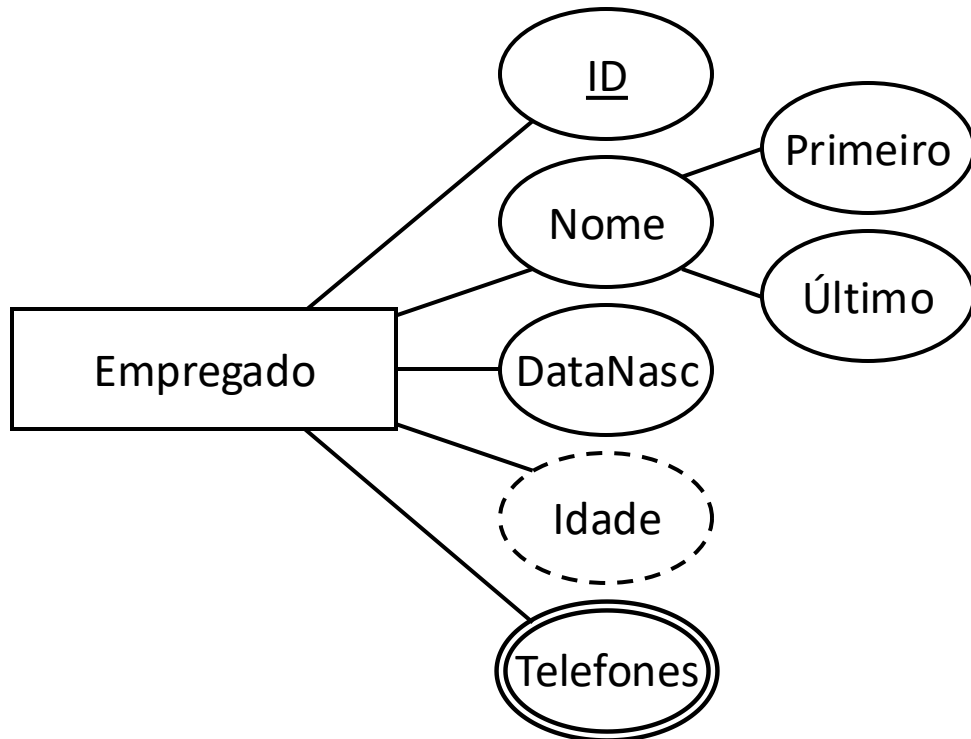 ID
Nome
Primeiro
Último
Empregado
DataNasc
Idade
Telefones